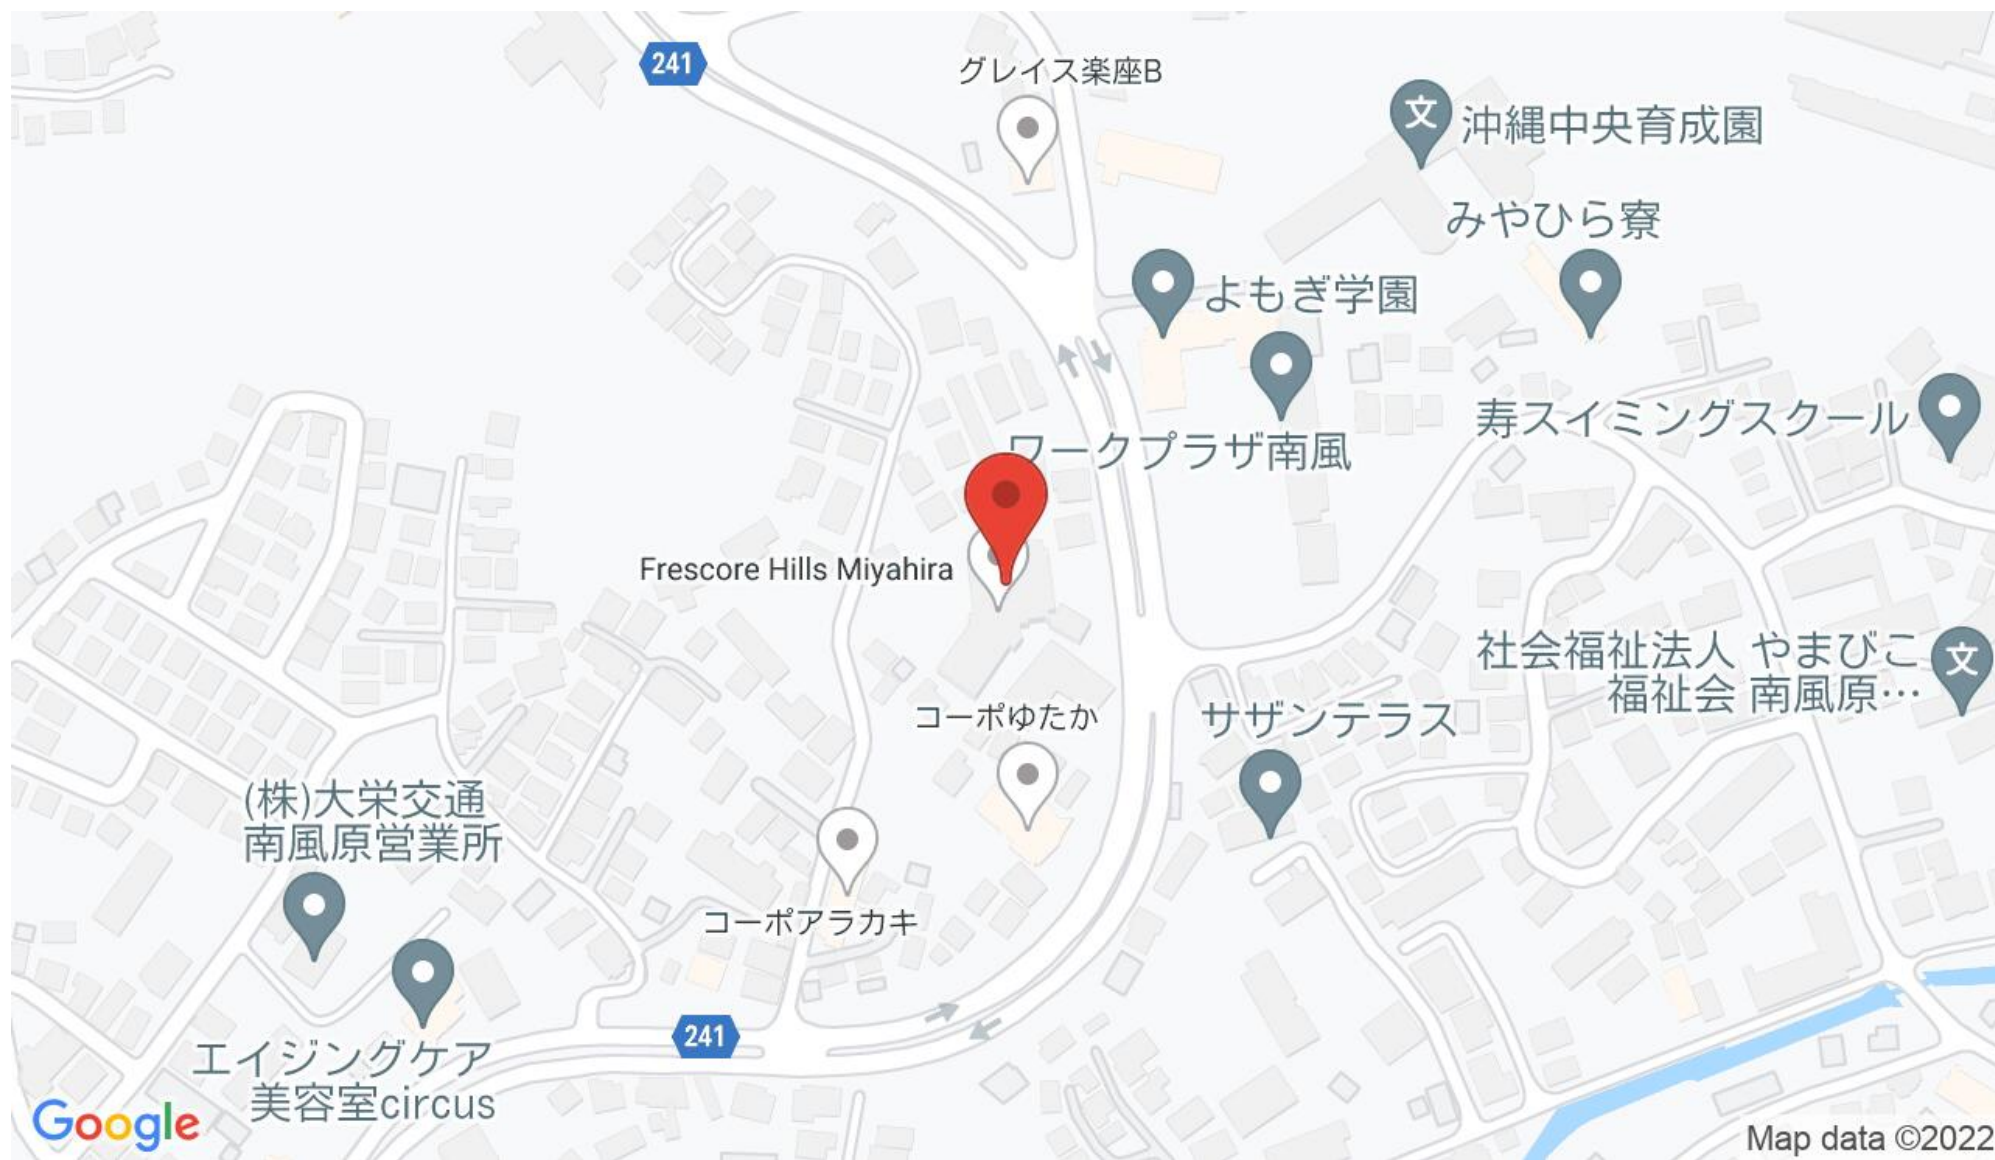 241
グレイス楽座B
文
沖縄中央育成園
みやひら寮
よもぎ学園
寿スイミングスクール
ワークプラザ南風
Frescore Hills Miyahira
社会福祉法人 やまびこ
福祉会 南風原…
文
コーポゆたか
サザンテラス
(株)大栄交通
南風原営業所
コーポアラカキ
241
エイジングケア
美容室circus
Google
Map data ©2022